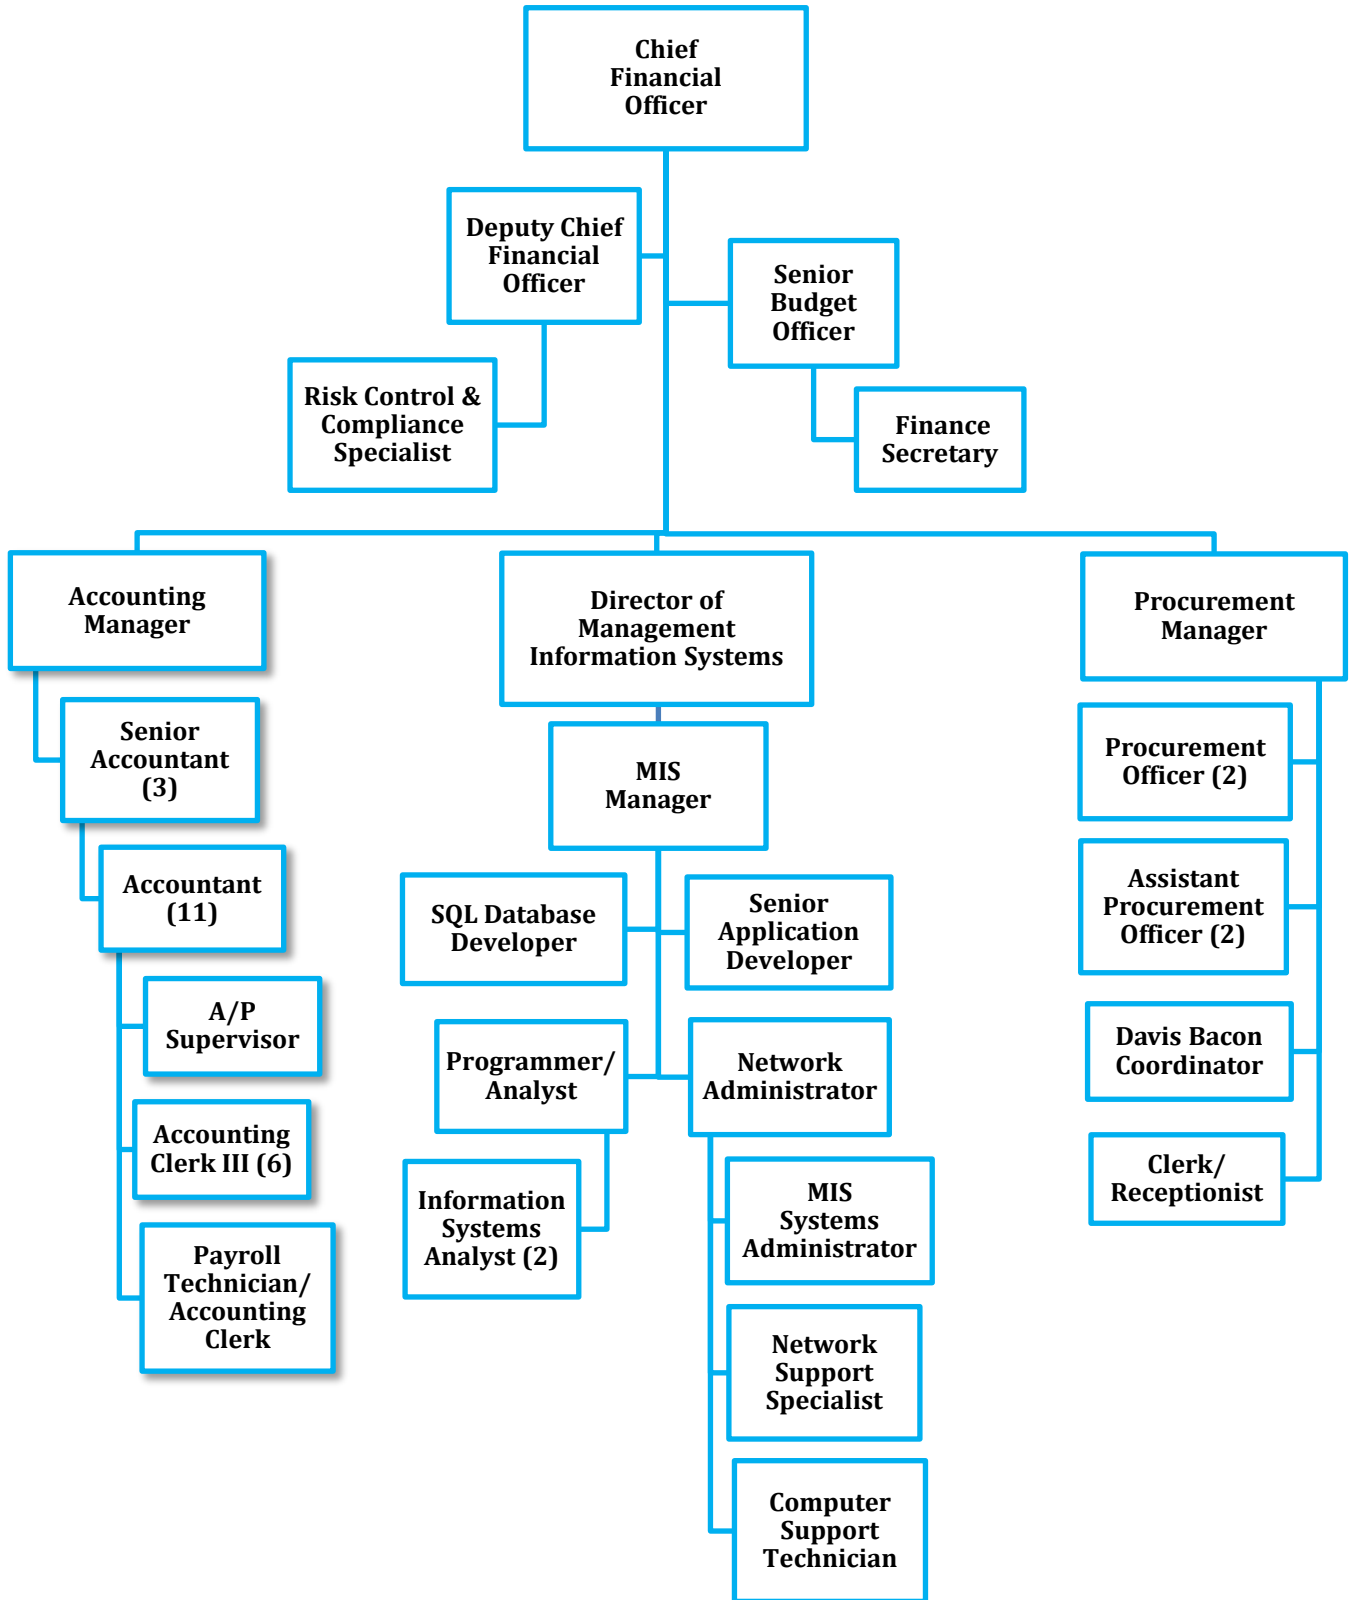 Chief
Financial
Officer
Deputy Chief
Financial
Officer
Senior
Budget
Officer
Risk Control &
Compliance
Specialist
Finance
Secretary
Accounting
Manager
Director of
Management
Information Systems
Procurement
Manager
Senior
Accountant
(3)
Accountant
(11)
A/P
Supervisor
Accounting
Clerk III (6)
Payroll
Technician/
Accounting
Clerk
MIS
Manager
SQL Database
Developer
Senior
Application
Developer
Programmer/
Analyst
Network
Administrator
Information
Systems
Analyst (2)
MIS
Systems
Administrator
Network
Support
Specialist
Computer
Support
Technician
Procurement
Officer (2)
Assistant
Procurement
Officer (2)
Davis Bacon
Coordinator
Clerk/
Receptionist